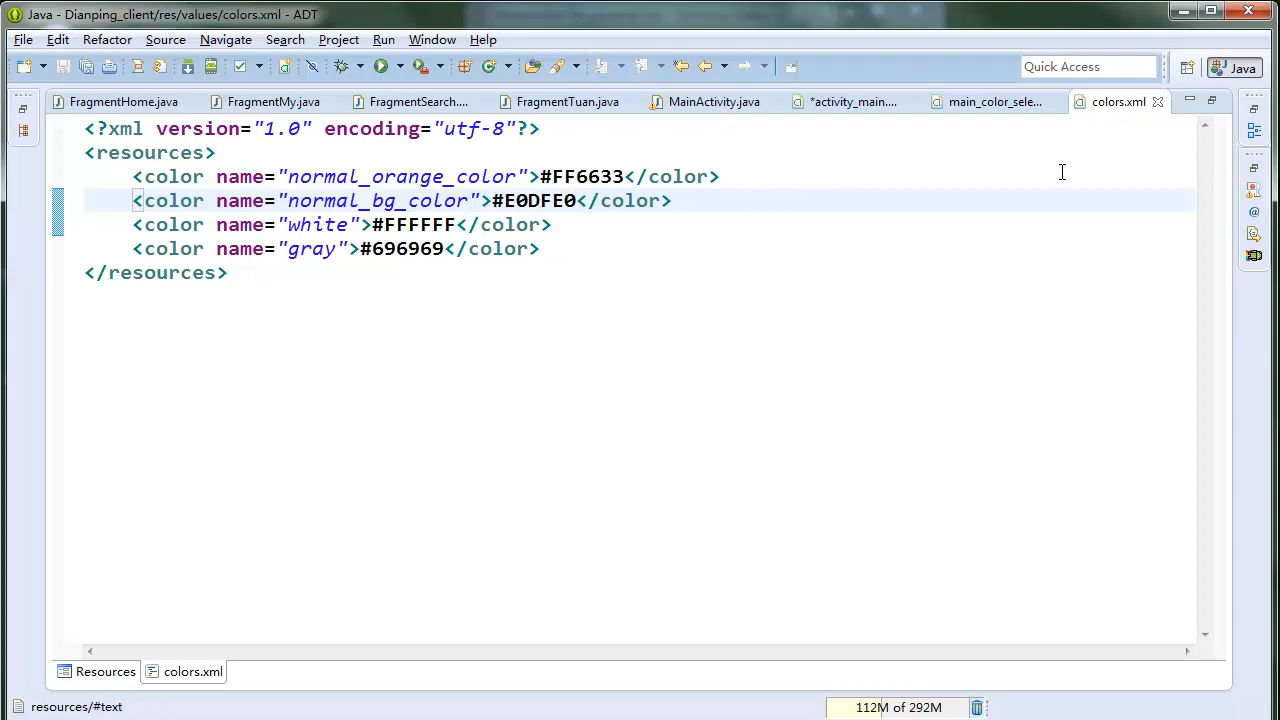 Java - Dianping_client/res/values/colors.xml - ADT
File Edit Refactor Source Navigate Search Project Run Window Help
Quick Access
Java
FragmentHome.java
FragmentMy.java
FragmentSearch....
FragmentTuan.java
MainActivity.java
*activity_main....
main_color_sele...
colors.xml
<?xml version="1.0" encoding="utf-8"?>
<resources>
<color name="normal_orange_color">#FF6633</color>
<color name="normal_bg_color">#E0DFE0</color>
<color name="white">#FFFFFF</color>
<color name="gray">#696969</color>
</resources>
Resources
colors.xml
resources/#text
112M of 292M